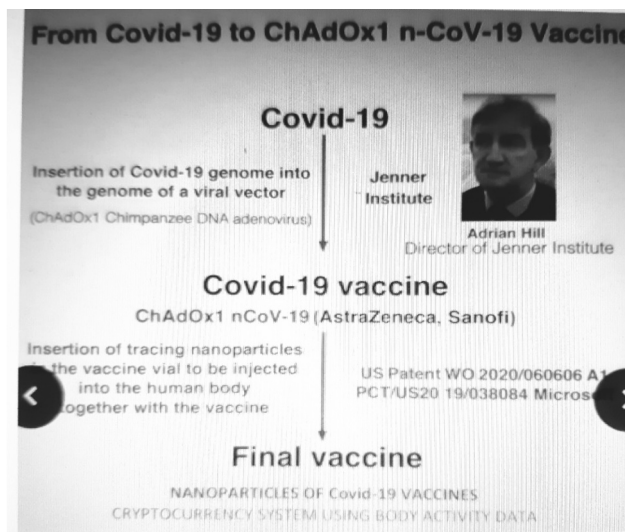 From Covid-19 to ChAdOx1 n-CoV-19 Vaccine
Covid-19
Insertion of Covid-19 genome into
the genome of a viral vector
(ChAdOx1 Chimpanzee DNA adenovirus)
Jenner
Institute
Adrian Hill
Director of Jenner Institute
Covid-19 vaccine
ChAdOx1 nCoV-19 (AstraZeneca, Sanofi)
Insertion of tracing nanoparticles
the vaccine vial to be injected
into the human body
together with the vaccine
US Patent WO 2020/060606 A1
PCT/US20 19/038084 Microsoft
Final vaccine
NANOPARTICLES OF Covid-19 VACCINES
CRYPTOCURRENCY SYSTEM USING BODY ACTIVITY DATA